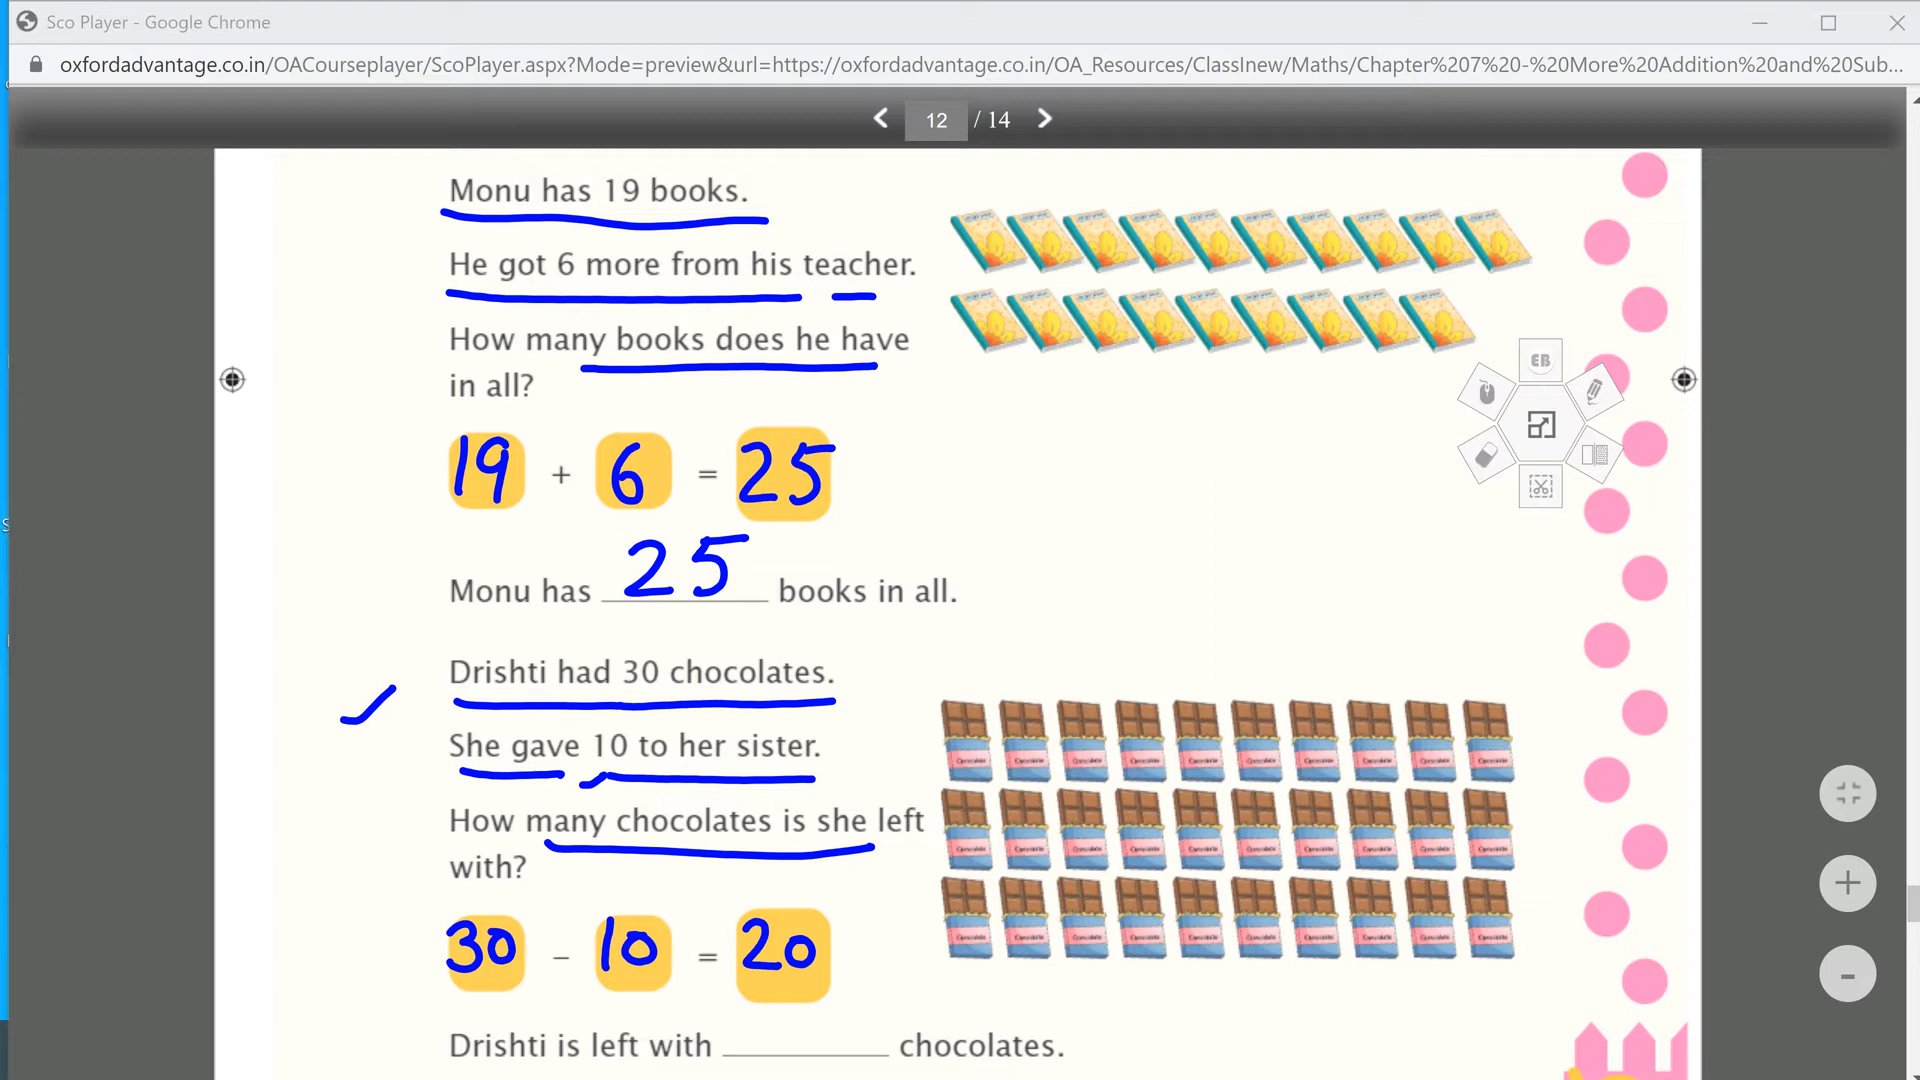 Sco Player - Google Chrome
oxfordadvantage.co.in/OACourseplayer/ScoPlayer.aspx?Mode=preview&url=https://oxfordadvantage.co.in/OA_Resources/ClassInew/Maths/Chapter%207%20-%20More%20Addition%20and%20Sub...
12 / 14
Monu has 19 books.
He got 6 more from his teacher.
How many books does he have
in all?
EB
19 + 6 = 25
25
Monu has ________ books in all.
Drishti had 30 chocolates.
She gave 10 to her sister.
How many chocolates is she left
with?
30 - 10 = 20
Drishti is left with ________ chocolates.